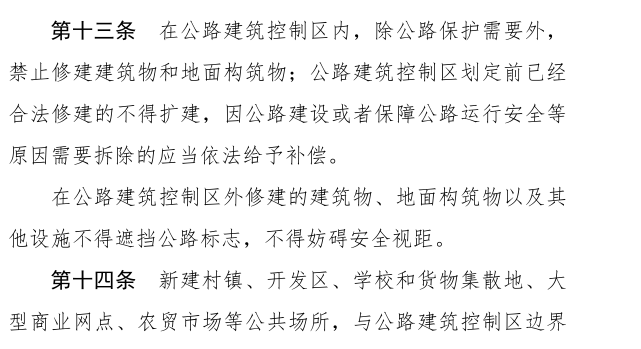 第十三条　在公路建筑控制区内，除公路保护需要外，
禁止修建建筑物和地面构筑物；公路建筑控制区划定前已经
合法修建的不得扩建，因公路建设或者保障公路运行安全等
原因需要拆除的应当依法给予补偿。
在公路建筑控制区外修建的建筑物、地面构筑物以及其
他设施不得遮挡公路标志，不得妨碍安全视距。
第十四条　新建村镇、开发区、学校和货物集散地、大
型商业网点、农贸市场等公共场所，与公路建筑控制区边界